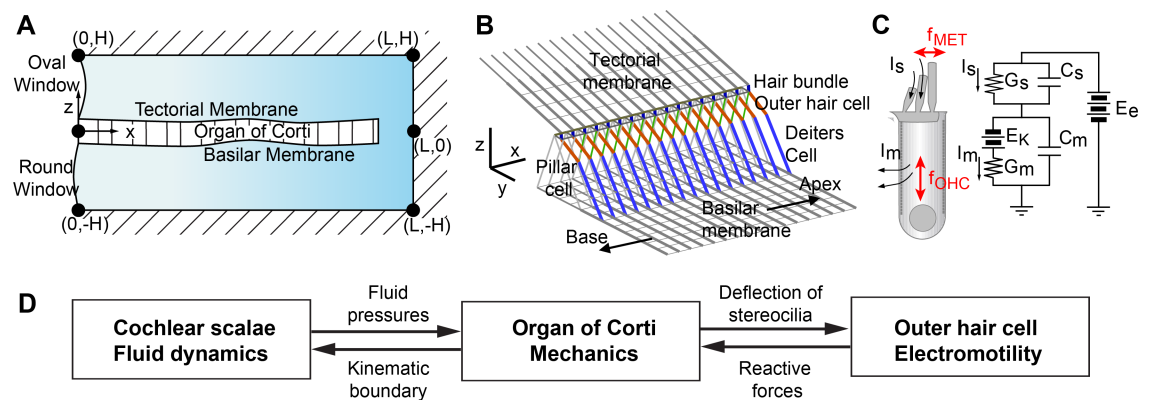 A
(0,H)
(L,H)
Oval
Window
z
Tectorial Membrane
x
Organ of Corti
(L,0)
Basilar Membrane
Round
Window
(0,-H)
(L,-H)
B
Tectorial
membrane
Hair bundle
Outer hair cell
Deiters
Cell
z
x
y
Pillar
cell
Apex
Basilar
membrane
Base
C
fMET
Is
Is
Gs
Cs
Ee
EK
Cm
Im
Im
Gm
fOHC
D
Cochlear scalae
Fluid dynamics
Fluid
pressures
Kinematic
boundary
Organ of Corti
Mechanics
Deflection of
stereocilia
Reactive
forces
Outer hair cell
Electromotility